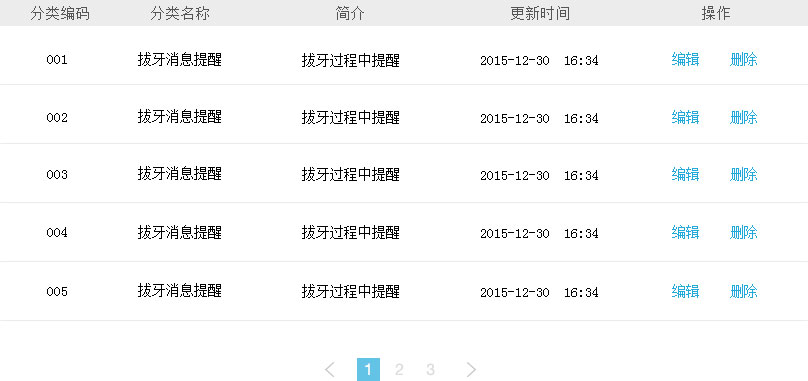 分类编码 分类名称 简介 更新时间 操作
001 拔牙消息提醒 拔牙过程中提醒 2015-12-30 16:34 编辑 删除
002 拔牙消息提醒 拔牙过程中提醒 2015-12-30 16:34 编辑 删除
003 拔牙消息提醒 拔牙过程中提醒 2015-12-30 16:34 编辑 删除
004 拔牙消息提醒 拔牙过程中提醒 2015-12-30 16:34 编辑 删除
005 拔牙消息提醒 拔牙过程中提醒 2015-12-30 16:34 编辑 删除
1 2 3